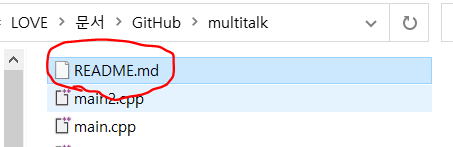 LOVE > 문서 > GitHub > multitalk
README.md
main2.cpp
main.cpp